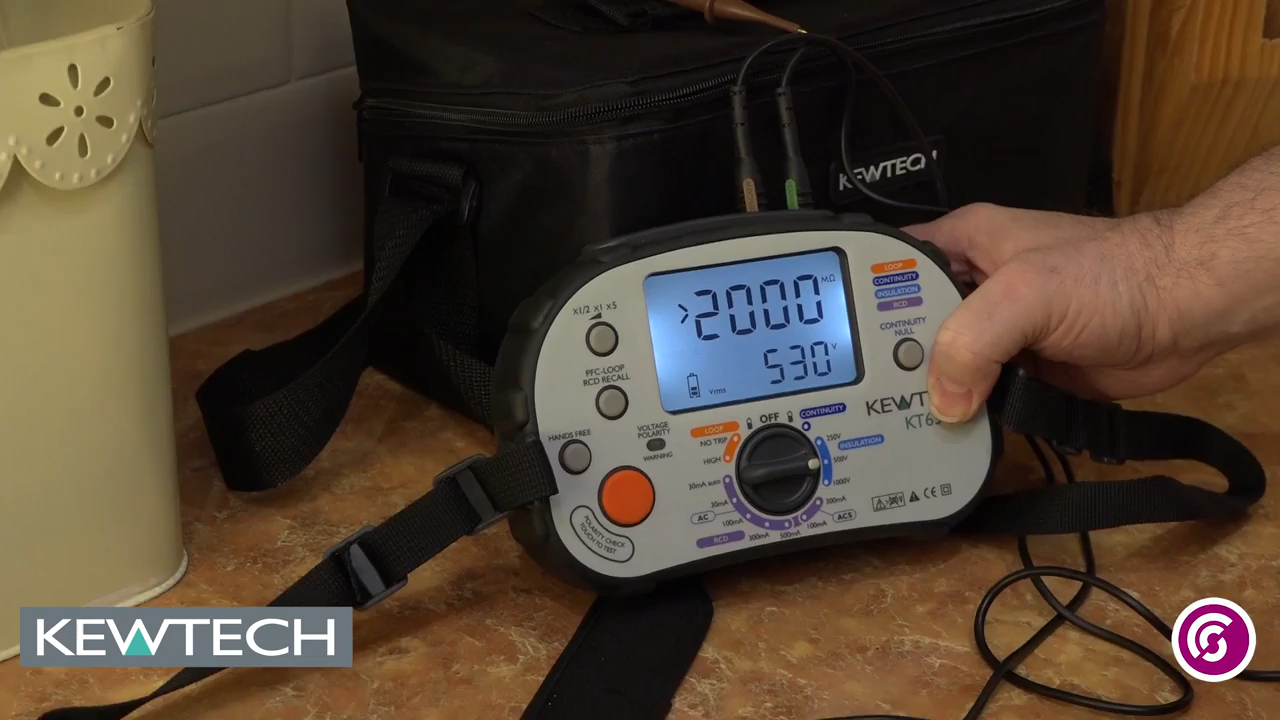 KEWTECH
>2000 MΩ
530 V
Vrms
LOOP
CONTINUITY
INSULATION
RCD
CONTINUITY
NULL
X1/2 X1 X5
PFC-LOOP
RCD RECALL
HANDS FREE
VOLTAGE
POLARITY
WARNING
POLARITY CHECK
TOUCH TO TEST
KEWTECH
LOOP
OFF
CONTINUITY
NO TRIP
HIGH
250V
INSULATION
500V
1000V
30mA auto
30mA
AC
100mA
300mA
500mA
100mA
ACS
300mA
RCD
CE
KEWTECH